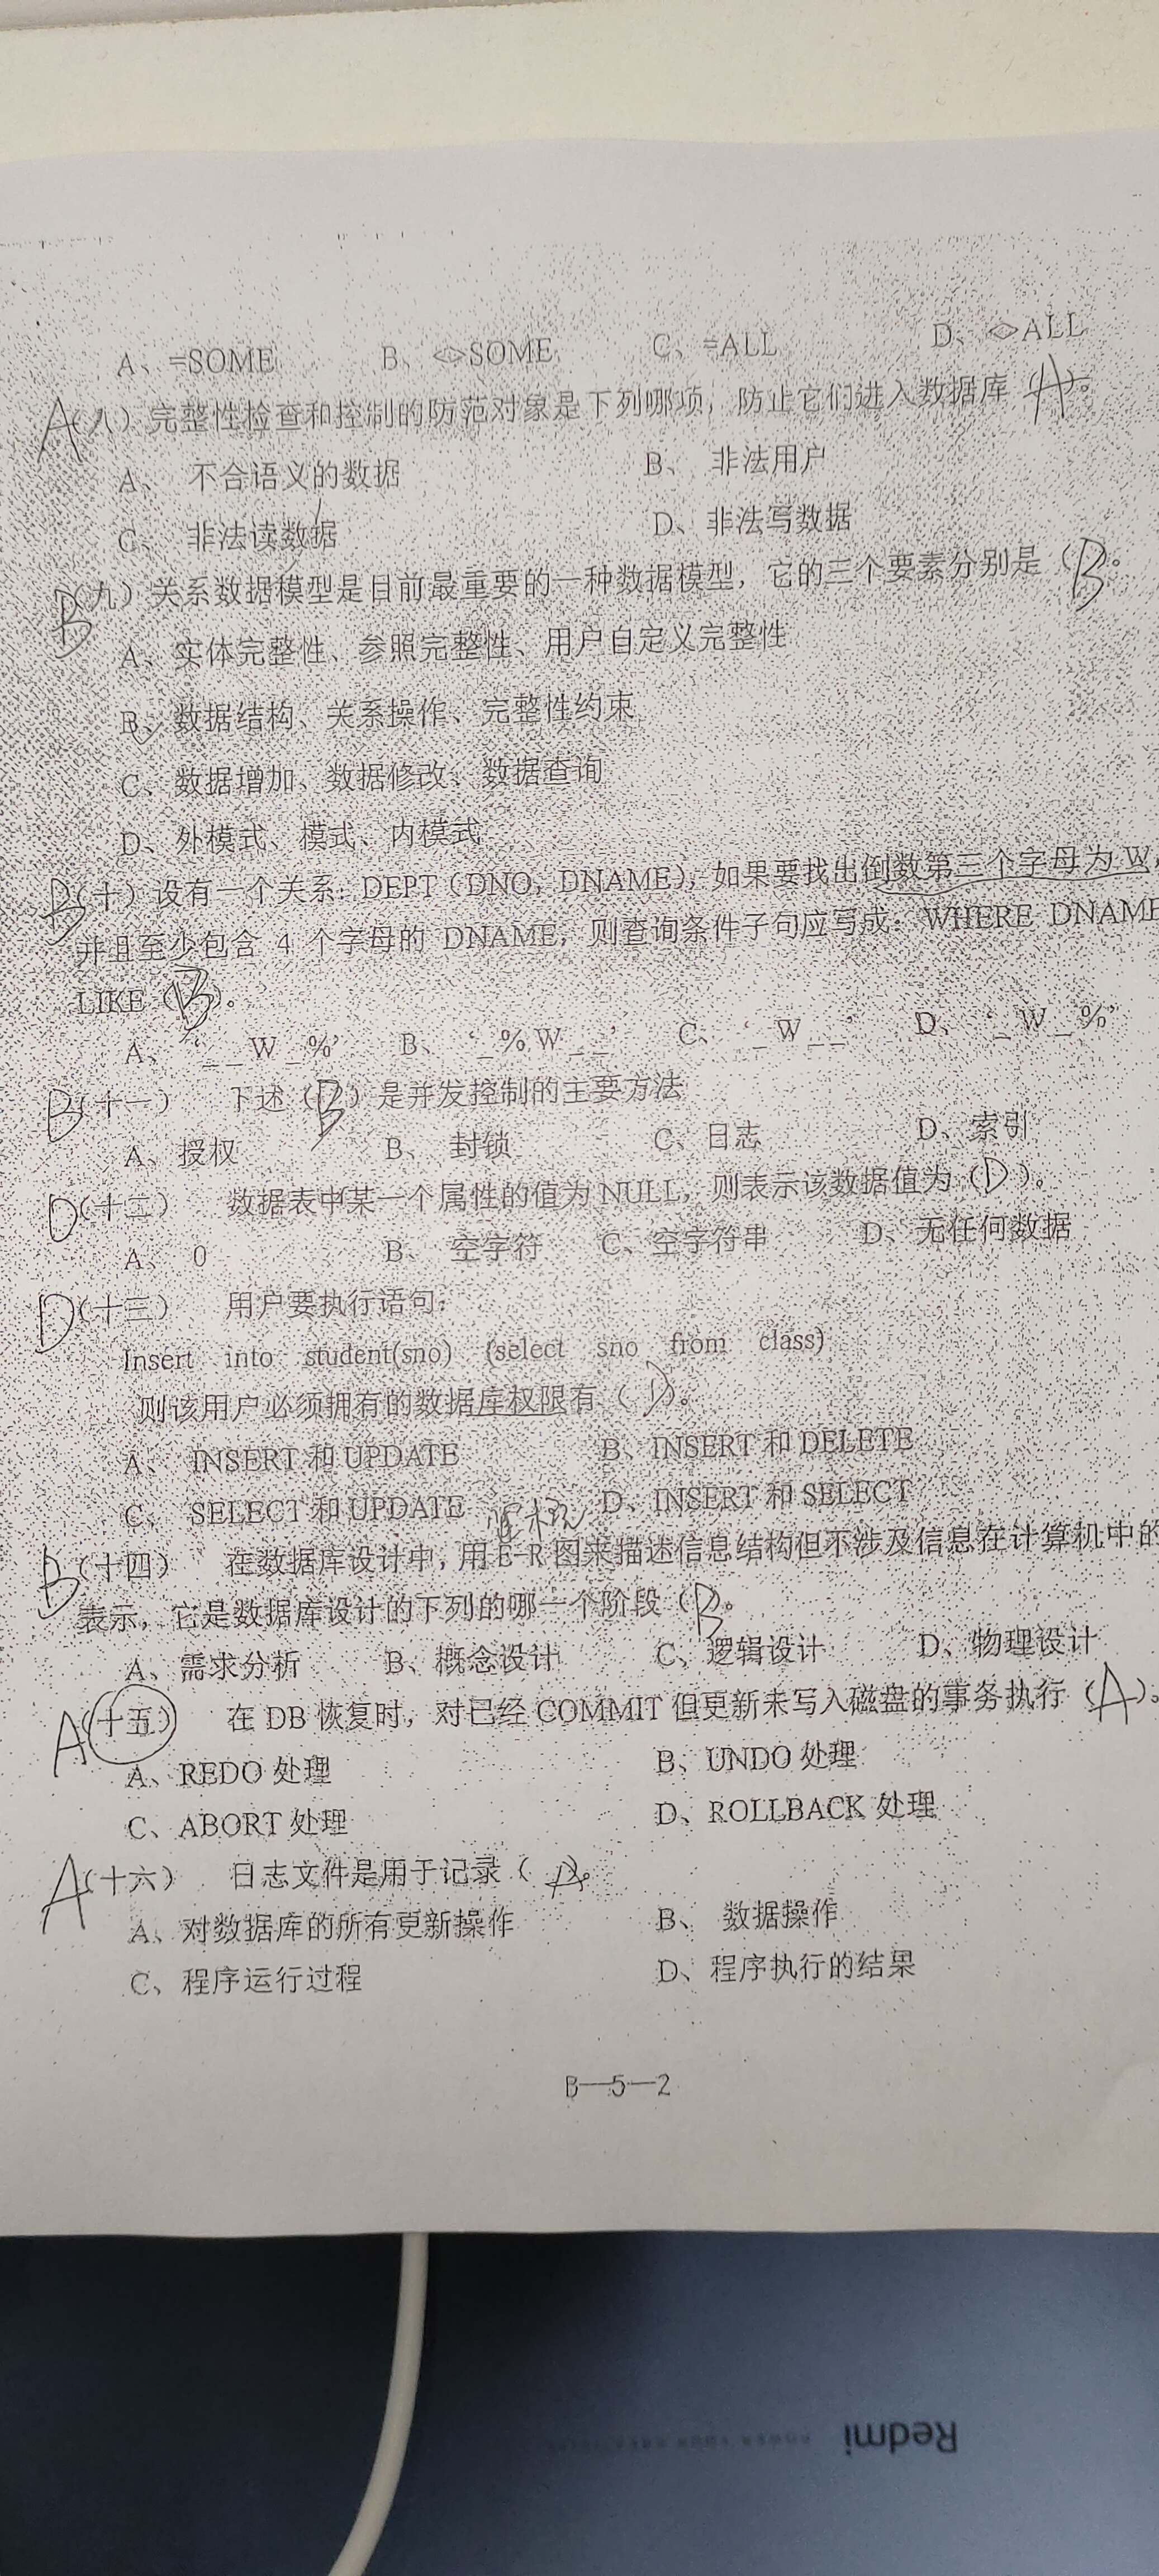 A、=SOME B、<>SOME C、=ALL D、<>ALL
A(八)完整性检查和控制的防范对象是下列哪项，防止它们进入数据库(A)。
A、 不合语义的数据 B、 非法用户
C、 非法读数据 D、非法写数据
B(九)关系数据模型是目前最重要的一种数据模型，它的三个要素分别是(B)。
A、实体完整性、参照完整性、用户自定义完整性
B、数据结构、关系操作、完整性约束
C、数据增加、数据修改、数据查询
D、外模式、模式、内模式
B(十)设有一个关系：DEPT（DNO，DNAME），如果要找出倒数第三个字母为 W，
并且至少包含 4 个字母的 DNAME，则查询条件子句应写成：WHERE DNAME
LIKE (B)。
A、 ‘_ _ W _ %’ B、 ‘_ % W _ _’ C、 ‘_ W _ _’ D、 ‘_ W _ %’
B(十一) 下述(B)是并发控制的主要方法
A、授权 B、 封锁 C、日志 D、索引
D(十二) 数据表中某一个属性的值为 NULL，则表示该数据值为(D)。
A、 0 B、 空字符 C、空字符串 D、无任何数据
D(十三) 用户要执行语句：
Insert into student(sno) (select sno from class)
则该用户必须拥有的数据库权限有(D)。
A、 INSERT 和 UPDATE B、INSERT 和 DELETE
C、 SELECT 和 UPDATE D、INSERT 和 SELECT
B(十四) 在数据库设计中，用 E-R 图来描述信息结构但不涉及信息在计算机中的
表示，它是数据库设计的下列的哪一个阶段(B)。
A、需求分析 B、概念设计 C、逻辑设计 D、物理设计
A(十五) 在 DB 恢复时，对已经 COMMIT 但更新未写入磁盘的事务执行(A)。
A、REDO 处理 B、UNDO 处理
C、ABORT 处理 D、ROLLBACK 处理
A(十六) 日志文件是用于记录(A)。
A、对数据库的所有更新操作 B、 数据操作
C、程序运行过程 D、程序执行的结果
B—5—2
Redmi